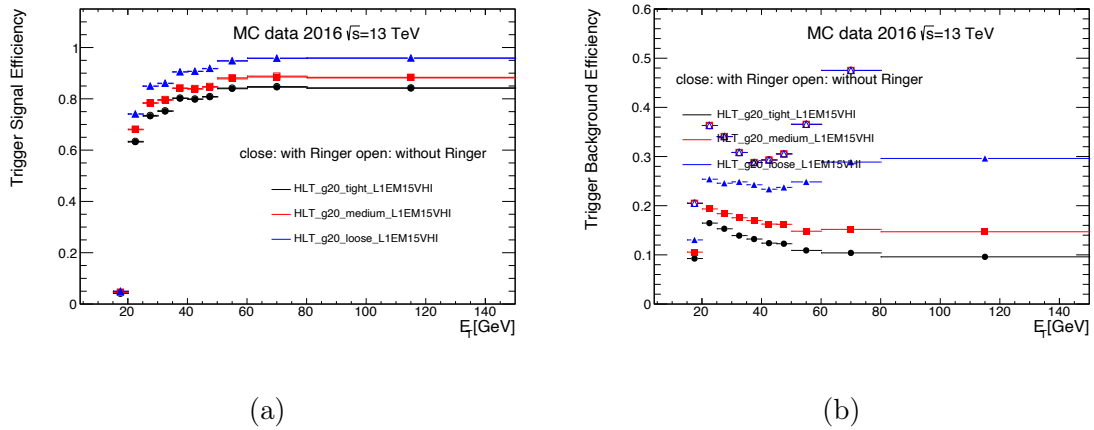 MC data 2016 √s=13 TeV
Trigger Signal Efficiency
1
0.8
0.6
0.4
0.2
0
close: with Ringer open: without Ringer
HLT_g20_tight_L1EM15VHI
HLT_g20_medium_L1EM15VHI
HLT_g20_loose_L1EM15VHI
20 40 60 80 100 120 140
E_T[GeV]
(a)
MC data 2016 √s=13 TeV
Trigger Background Efficiency
0.6
0.5
0.4
0.3
0.2
0.1
0
close: with Ringer open: without Ringer
HLT_g20_tight_L1EM15VHI
HLT_g20_medium_L1EM15VHI
HLT_g20_loose_L1EM15VHI
20 40 60 80 100 120 140
E_T[GeV]
(b)